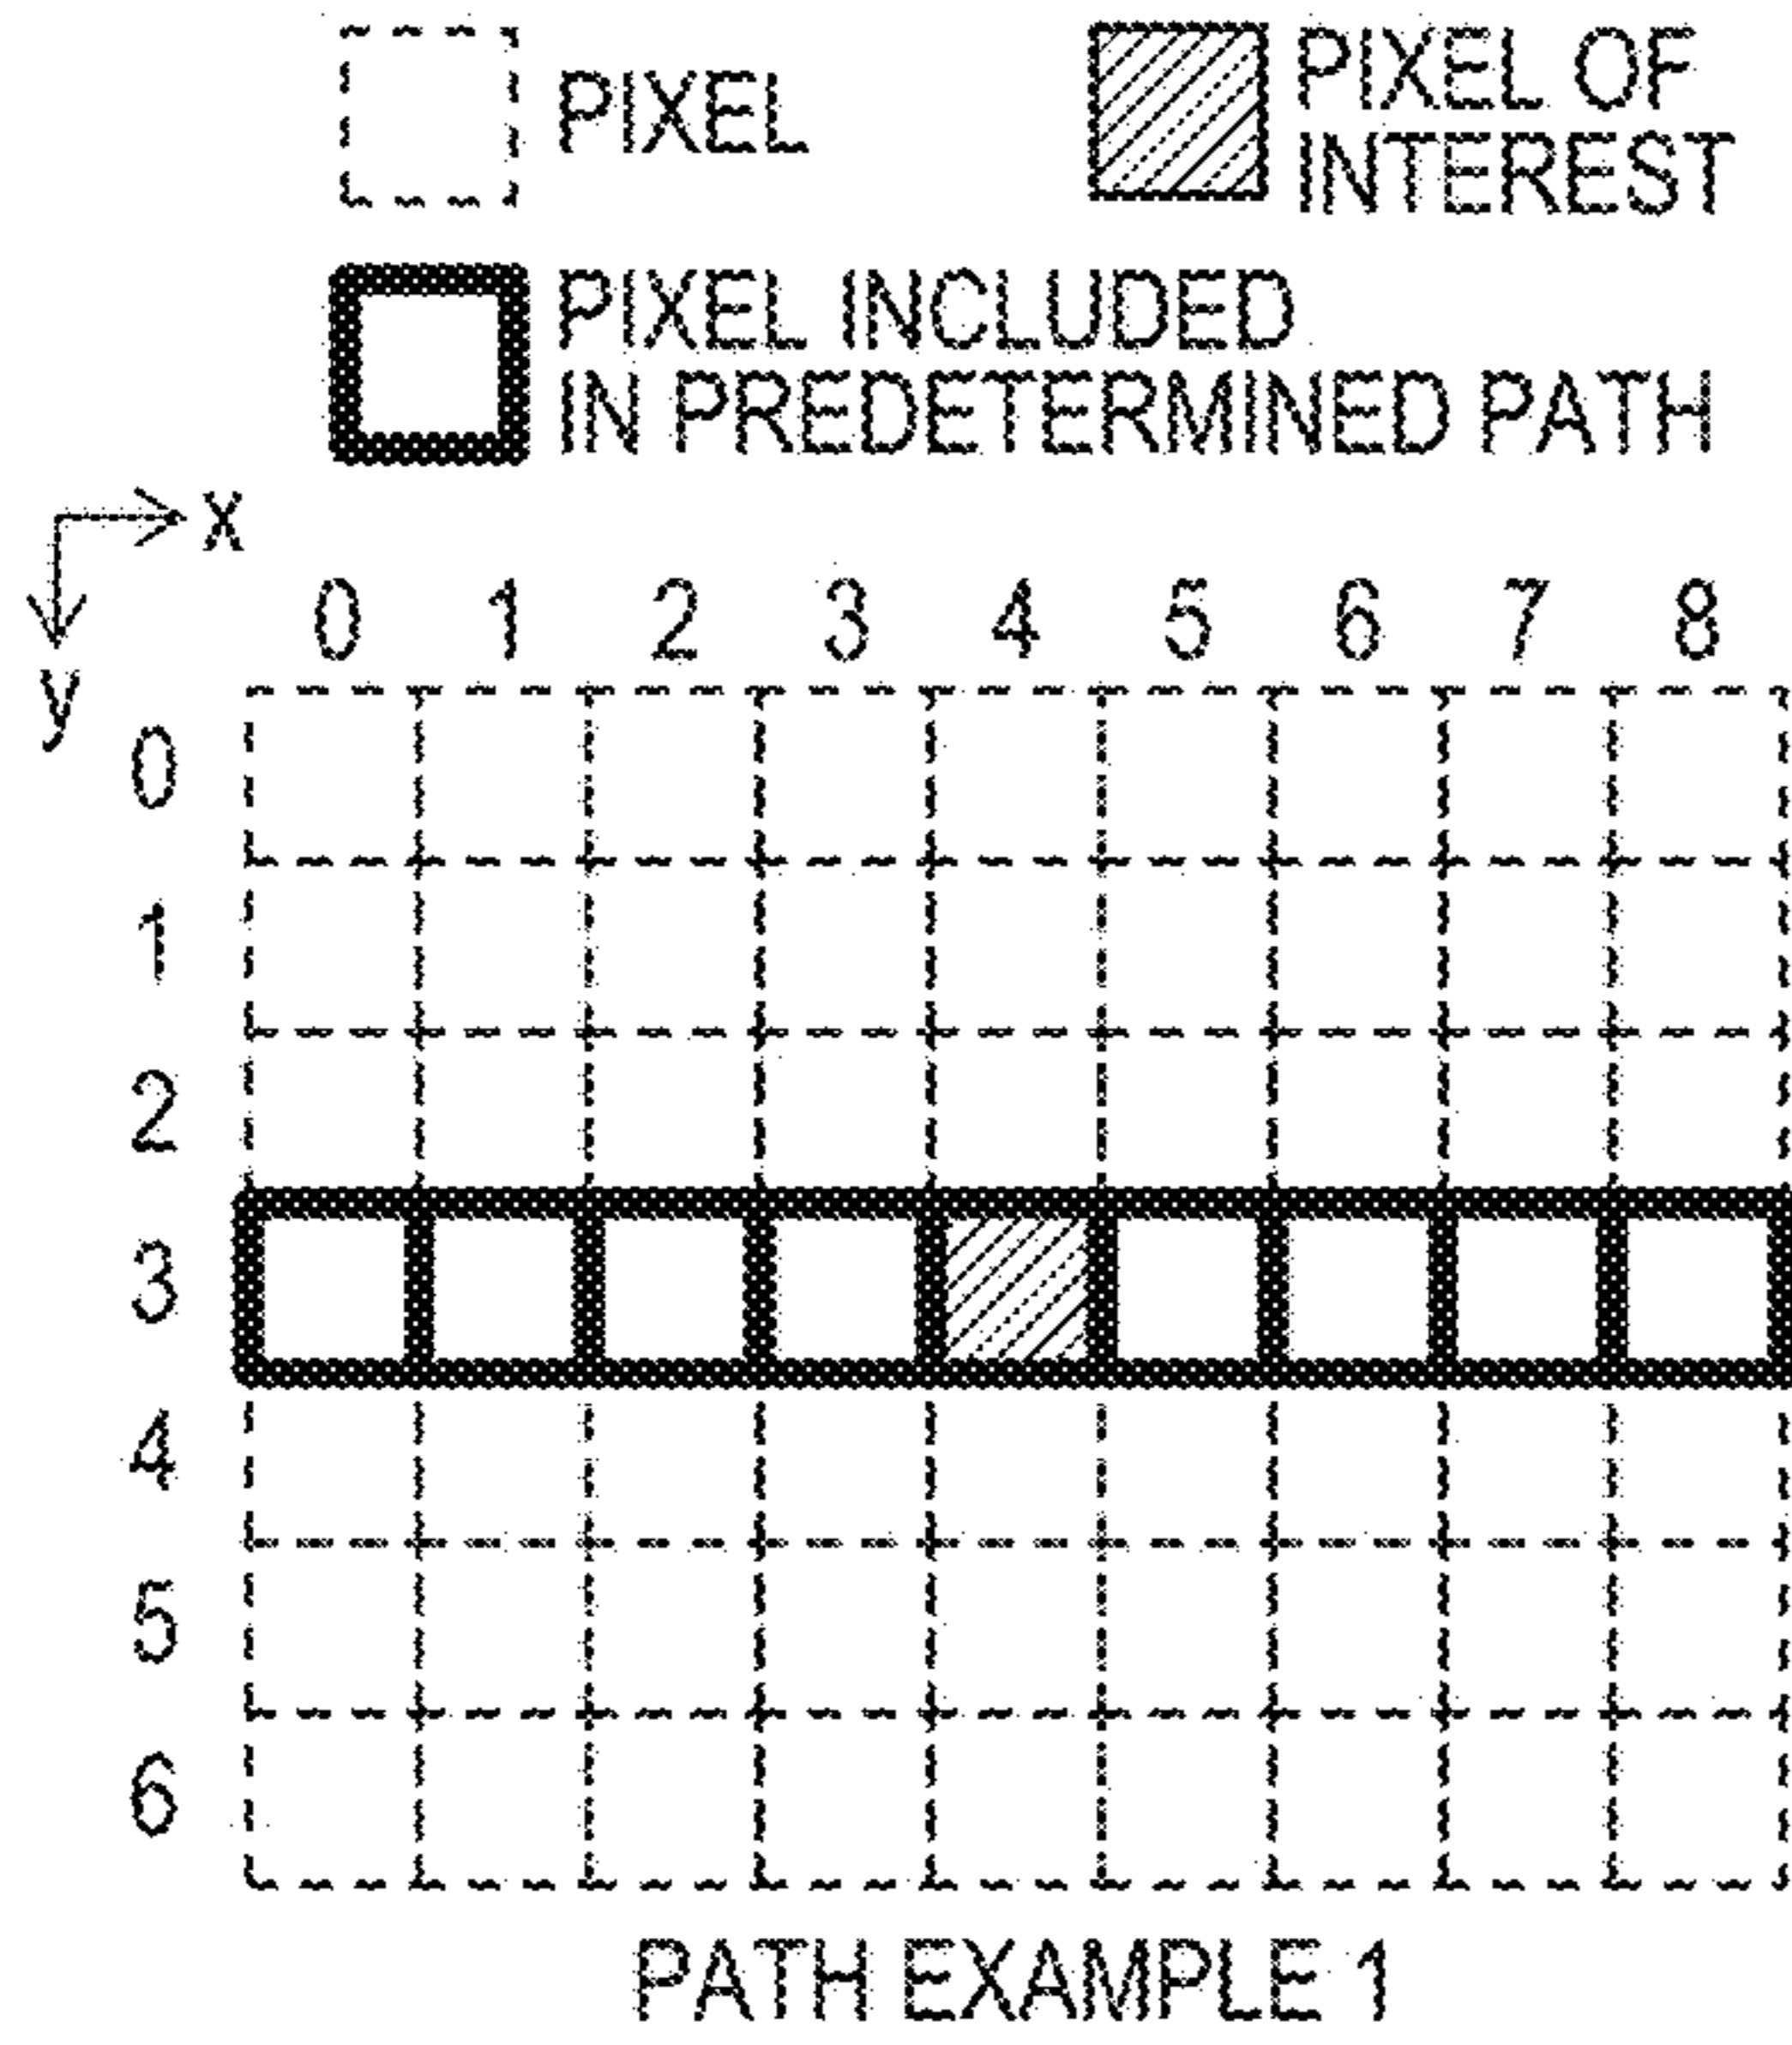 PIXEL
PIXEL OF
INTEREST
PIXEL INCLUDED
IN PREDETERMINED PATH
x
y
0 1 2 3 4 5 6 7 8
0
1
2
3
4
5
6
PATH EXAMPLE 1